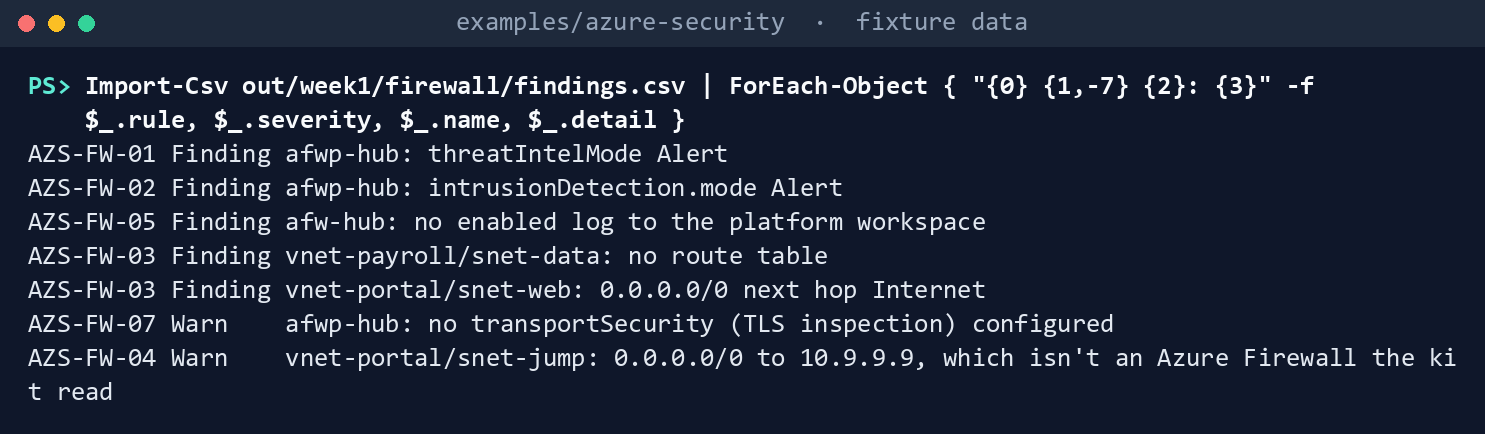 examples/azure-security · fixture data
PS> Import-Csv out/week1/firewall/findings.csv | ForEach-Object { "{0} {1,-7} {2}: {3}" -f
    $_.rule, $_.severity, $_.name, $_.detail }
AZS-FW-01 Finding afwp-hub: threatIntelMode Alert
AZS-FW-02 Finding afwp-hub: intrusionDetection.mode Alert
AZS-FW-05 Finding afw-hub: no enabled log to the platform workspace
AZS-FW-03 Finding vnet-payroll/snet-data: no route table
AZS-FW-03 Finding vnet-portal/snet-web: 0.0.0.0/0 next hop Internet
AZS-FW-07 Warn    afwp-hub: no transportSecurity (TLS inspection) configured
AZS-FW-04 Warn    vnet-portal/snet-jump: 0.0.0.0/0 to 10.9.9.9, which isn't an Azure Firewall the ki
t read